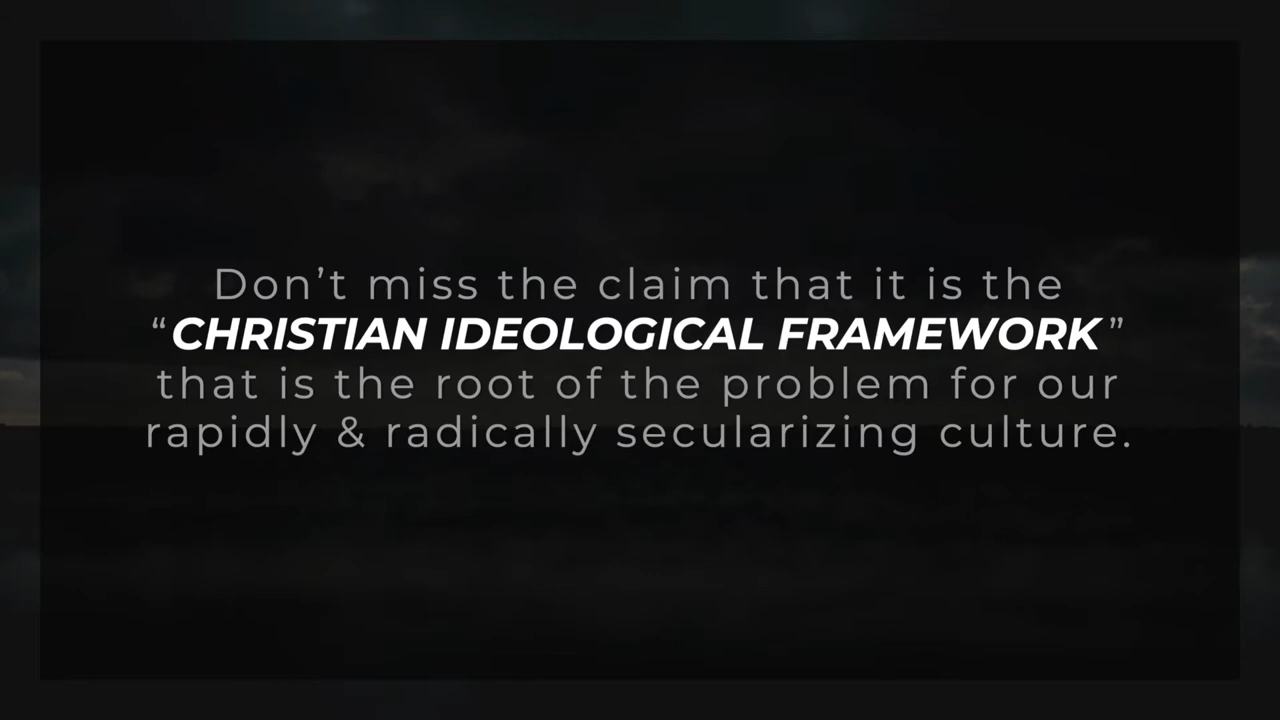 Don’t miss the claim that it is the
“CHRISTIAN IDEOLOGICAL FRAMEWORK”
that is the root of the problem for our
rapidly & radically secularizing culture.